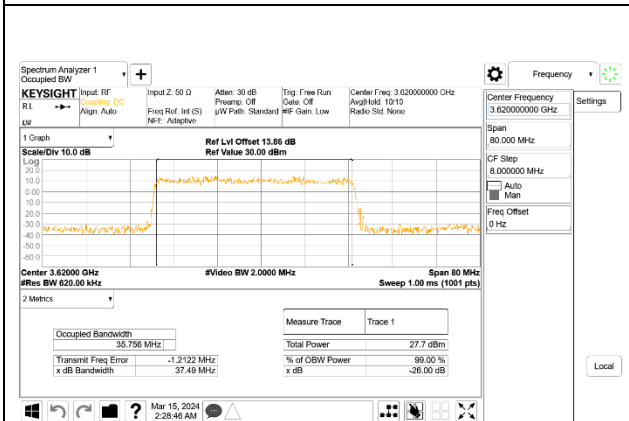 Spectrum Analyzer 1
Occupied BW
Frequency
KEYSIGHT
Input: RF
Input Z: 50 Ω
Atten: 30 dB
Trig: Free Run
Center Freq: 3.620000000 GHz
RL
Coupling: DC
Preamp: Off
Gate: Off
Avg|Hold: 10/10
Align: Auto
Freq Ref: Int (S)
µW Path: Standard
#IF Gain: Low
Radio Std: None
NFE: Adaptive
Center Frequency
3.620000000 GHz
Settings
Span
80.000 MHz
CF Step
8.000000 MHz
Auto
Man
Freq Offset
0 Hz
1 Graph
Ref Lvl Offset 13.86 dB
Scale/Div 10.0 dB
Ref Value 30.00 dBm
Log
20.0
10.0
0.00
-10.0
-20.0
-30.0
-40.0
-50.0
-60.0
Center 3.62000 GHz
#Video BW 2.0000 MHz
Span 80 MHz
#Res BW 620.00 kHz
Sweep 1.00 ms (1001 pts)
2 Metrics
Measure Trace
Trace 1
Occupied Bandwidth
35.756 MHz
Total Power
27.7 dBm
Transmit Freq Error
-1.2122 MHz
% of OBW Power
99.00 %
x dB Bandwidth
37.49 MHz
x dB
-26.00 dB
Local
?
Mar 15, 2024
2:28:46 AM